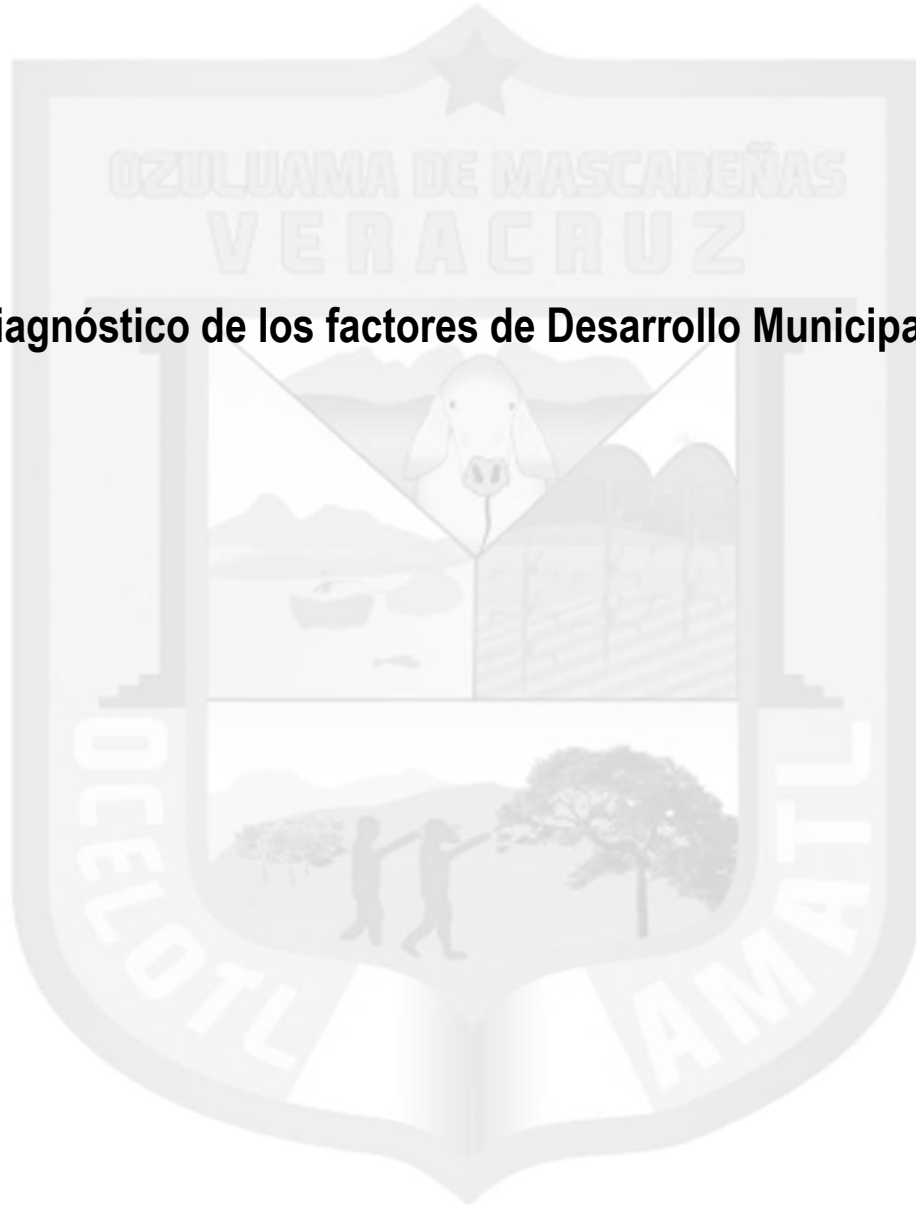 OZULUAMA DE MASCAREÑAS
VERACRUZ
iagnóstico de los factores de Desarrollo Municipa
OCELOTL
AMATL